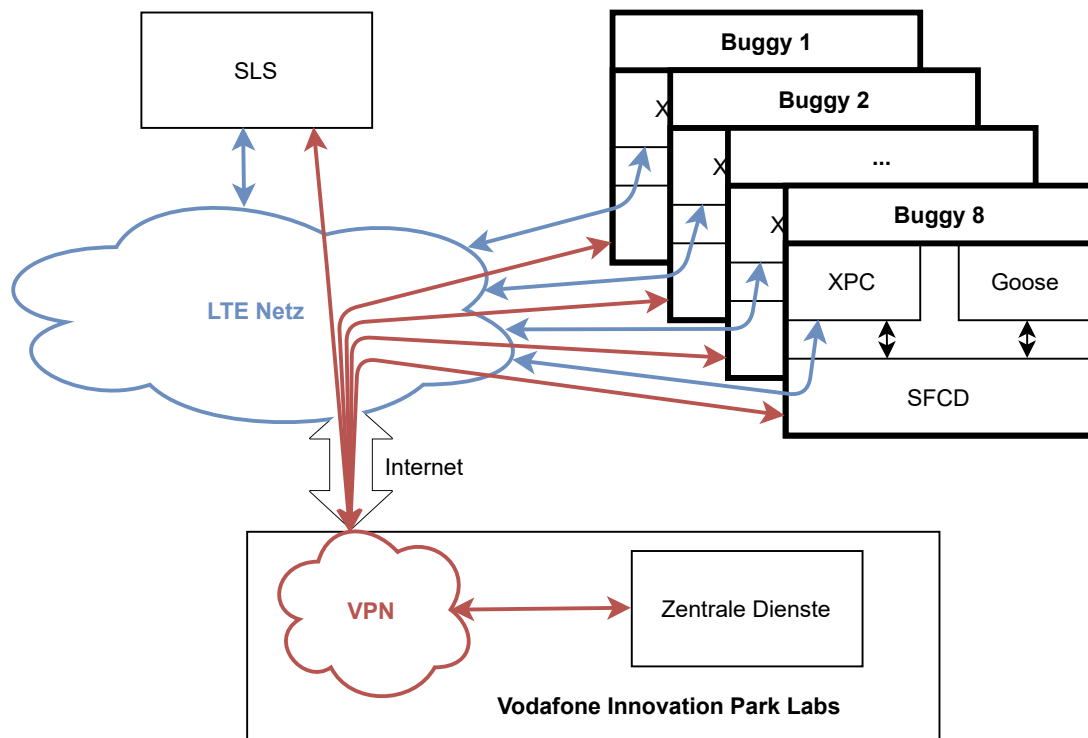 SLS
Buggy 1
X
Buggy 2
X
...
X
Buggy 8
XPC
Goose
SFCD
LTE Netz
Internet
VPN
Zentrale Dienste
Vodafone Innovation Park Labs